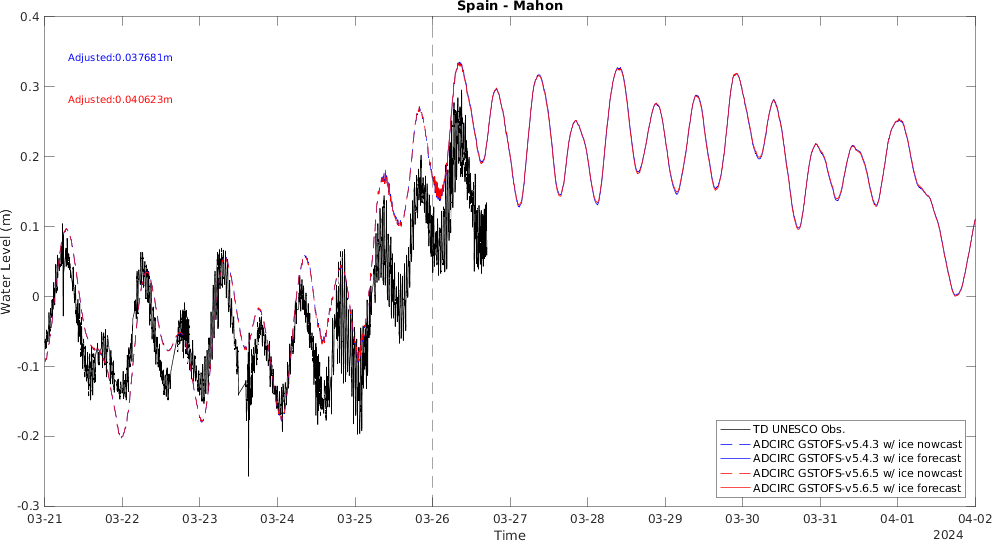 Spain - Mahon
Adjusted:0.037681m
Adjusted:0.040623m
Water Level (m)
0.4
0.3
0.2
0.1
0
-0.1
-0.2
-0.3
TD UNESCO Obs.
ADCIRC GSTOFS-v5.4.3 w/ ice nowcast
ADCIRC GSTOFS-v5.4.3 w/ ice forecast
ADCIRC GSTOFS-v5.6.5 w/ ice nowcast
ADCIRC GSTOFS-v5.6.5 w/ ice forecast
03-21 03-22 03-23 03-24 03-25 03-26 03-27 03-28 03-29 03-30 03-31 04-01 04-02
Time
2024